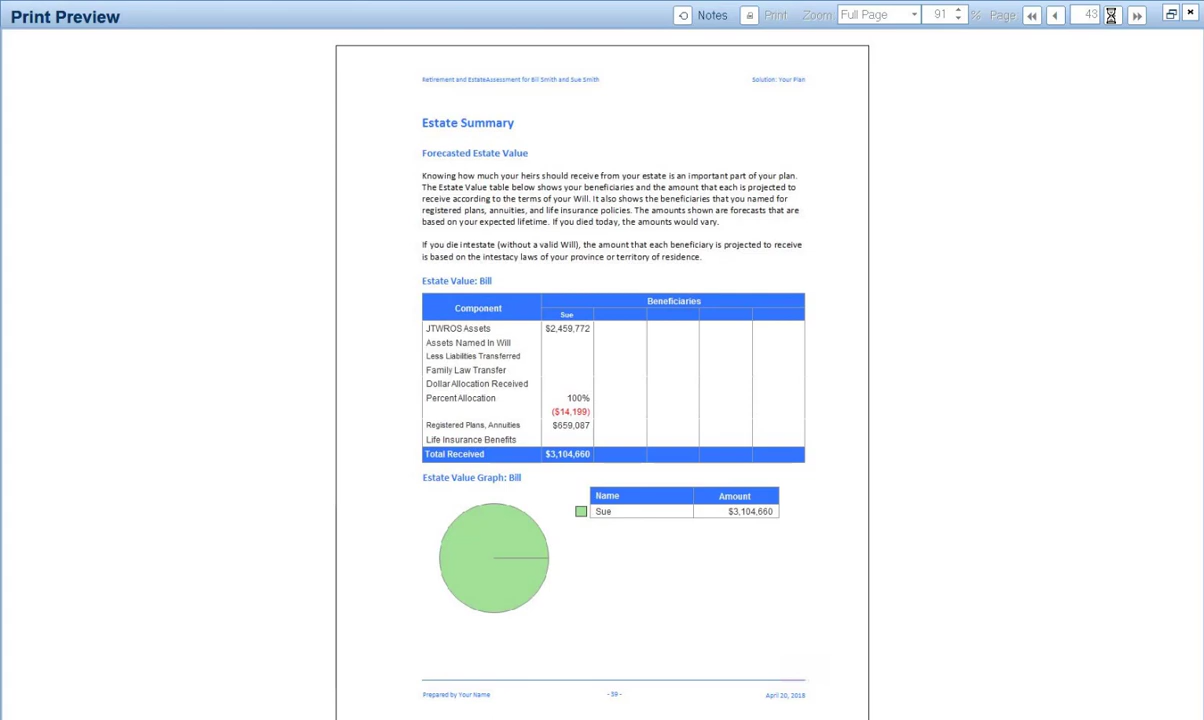 Print Preview
Notes Print Zoom Full Page 91 % Page 43
Retirement and EstateAssessment for Bill Smith and Sue Smith Solution: Your Plan
Estate Summary
Forecasted Estate Value
Knowing how much your heirs should receive from your estate is an important part of your plan.
The Estate Value table below shows your beneficiaries and the amount that each is projected to
receive according to the terms of your Will. It also shows the beneficiaries that you named for
registered plans, annuities, and life insurance policies. The amounts shown are forecasts that are
based on your expected lifetime. If you died today, the amounts would vary.
If you die intestate (without a valid Will), the amount that each beneficiary is projected to receive
is based on the intestacy laws of your province or territory of residence.
Estate Value: Bill
Component Beneficiaries
Sue
JTWROS Assets $2,459,772
Assets Named In Will
Less Liabilities Transferred
Family Law Transfer
Dollar Allocation Received
Percent Allocation 100%
($14,199)
Registered Plans, Annuities $659,087
Life Insurance Benefits
Total Received $3,104,660
Estate Value Graph: Bill
Name Amount
Sue $3,104,660
Prepared by Your Name - 39 - April 20, 2018